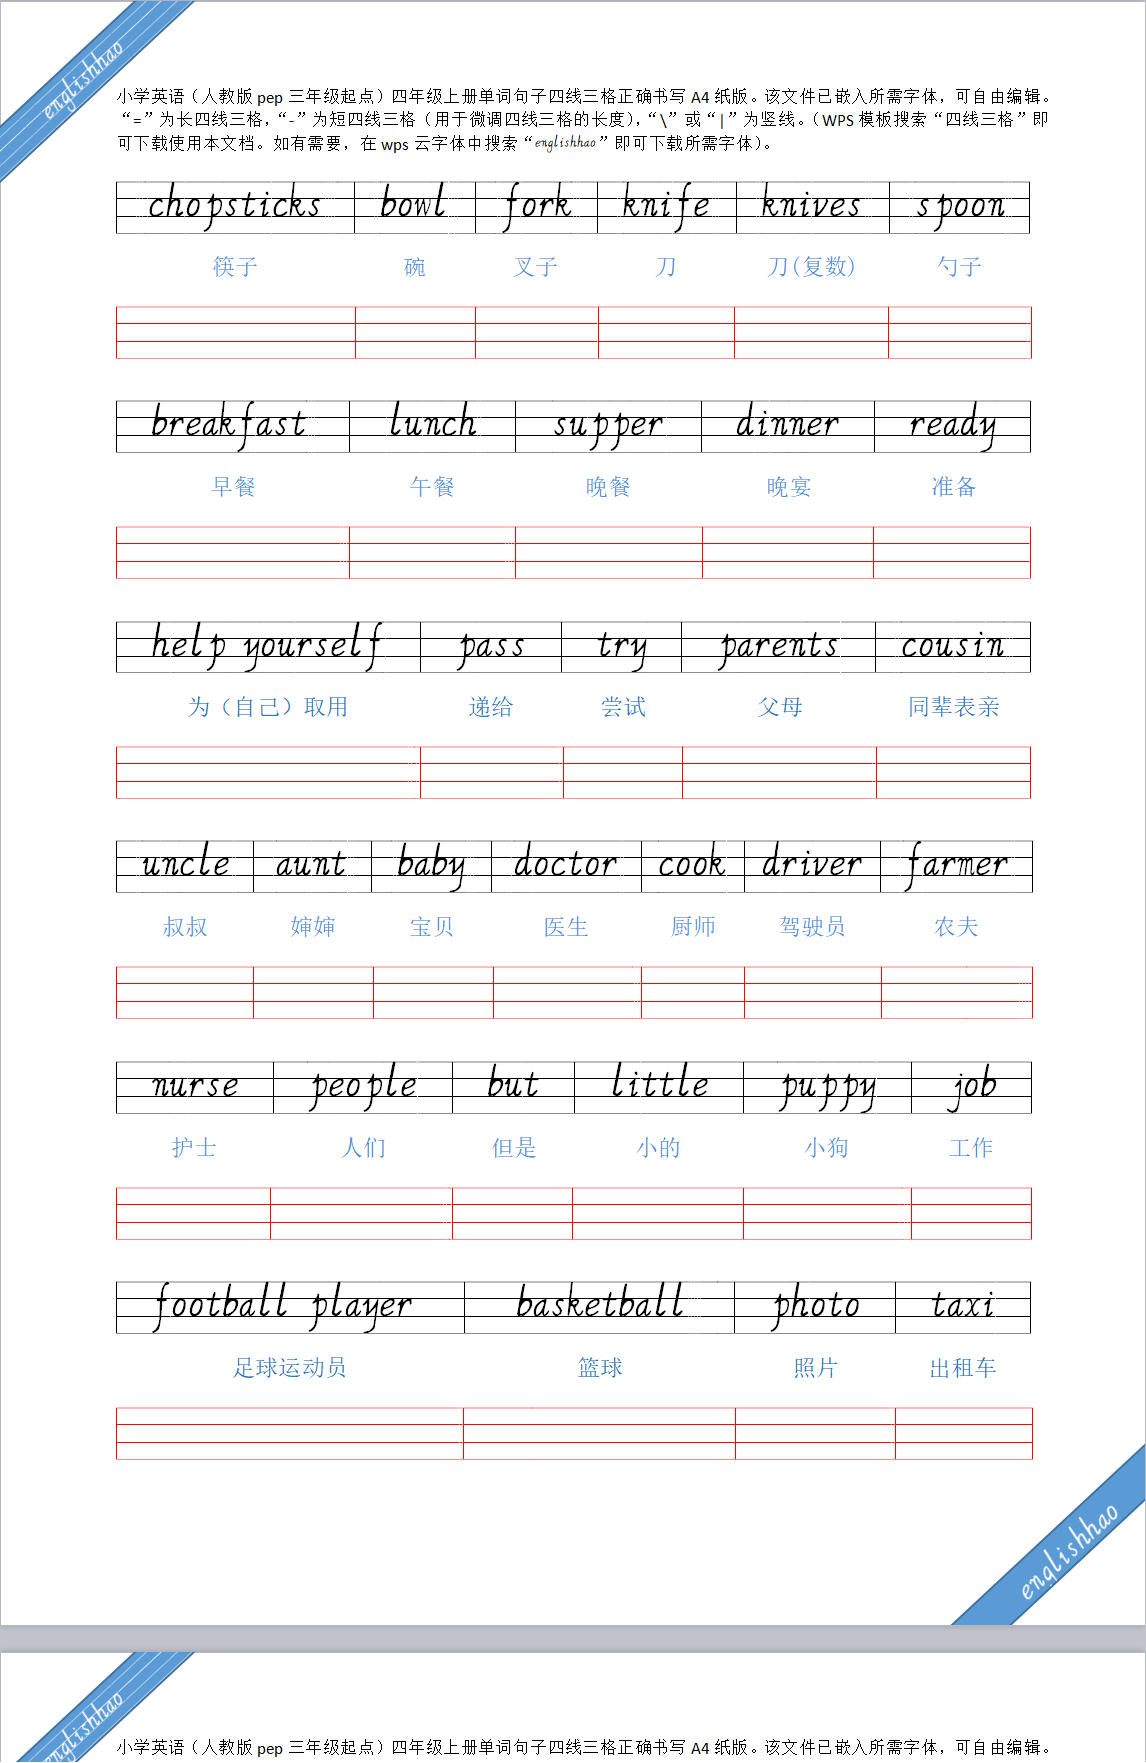 englishhao
小学英语（人教版 pep 三年级起点）四年级上册单词句子四线三格正确书写 A4 纸版。该文件已嵌入所需字体，可自由编辑。
“=”为长四线三格，“-”为短四线三格（用于微调四线三格的长度），“\”或“|”为竖线。（WPS 模板搜索“四线三格”即
可下载使用本文档。如有需要，在 wps 云字体中搜索“englishhao”即可下载所需字体）。
chopsticks bowl fork knife knives spoon
筷子 碗 叉子 刀 刀(复数) 勺子
breakfast lunch supper dinner ready
早餐 午餐 晚餐 晚宴 准备
help yourself pass try parents cousin
为（自己）取用 递给 尝试 父母 同辈表亲
uncle aunt baby doctor cook driver farmer
叔叔 婶婶 宝贝 医生 厨师 驾驶员 农夫
nurse people but little puppy job
护士 人们 但是 小的 小狗 工作
football player basketball photo taxi
足球运动员 篮球 照片 出租车
englishhao
englishhao
小学英语（人教版 pep 三年级起点）四年级上册单词句子四线三格正确书写 A4 纸版。该文件已嵌入所需字体，可自由编辑。